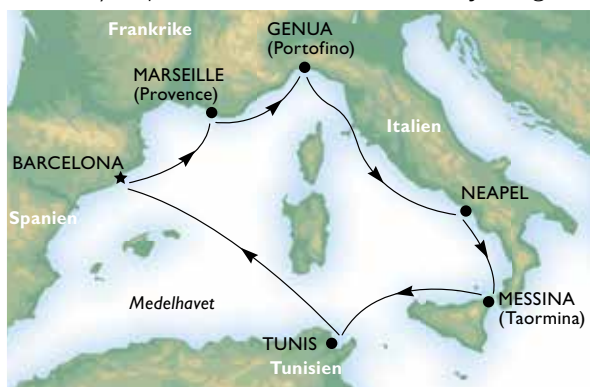 Frankrike
GENUA
(Portofino)
MARSEILLE
(Provence)
Italien
BARCELONA
NEAPEL
Spanien
MESSINA
(Taormina)
Medelhavet
TUNIS
Tunisien